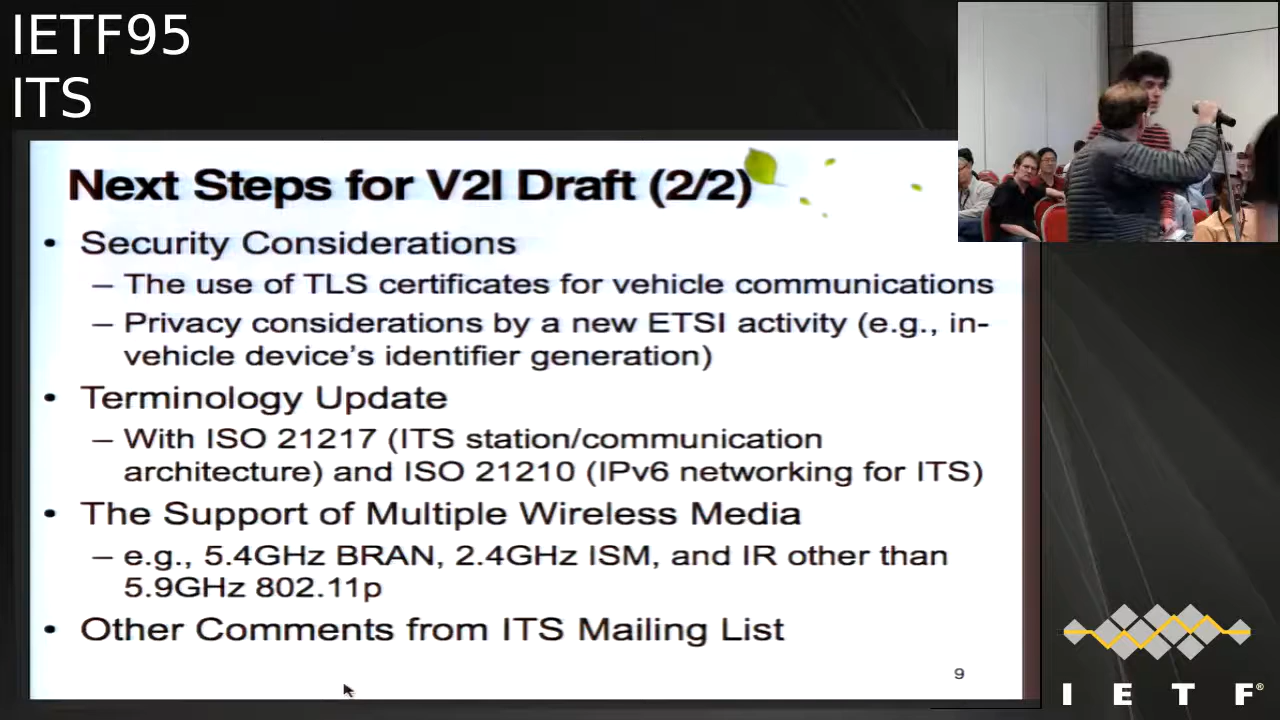 IETF95
ITS
Next Steps for V2I Draft (2/2)
• Security Considerations
– The use of TLS certificates for vehicle communications
– Privacy considerations by a new ETSI activity (e.g., in-
vehicle device's identifier generation)
• Terminology Update
– With ISO 21217 (ITS station/communication
architecture) and ISO 21210 (IPv6 networking for ITS)
• The Support of Multiple Wireless Media
– e.g., 5.4GHz BRAN, 2.4GHz ISM, and IR other than
5.9GHz 802.11p
• Other Comments from ITS Mailing List
9
I E T F®